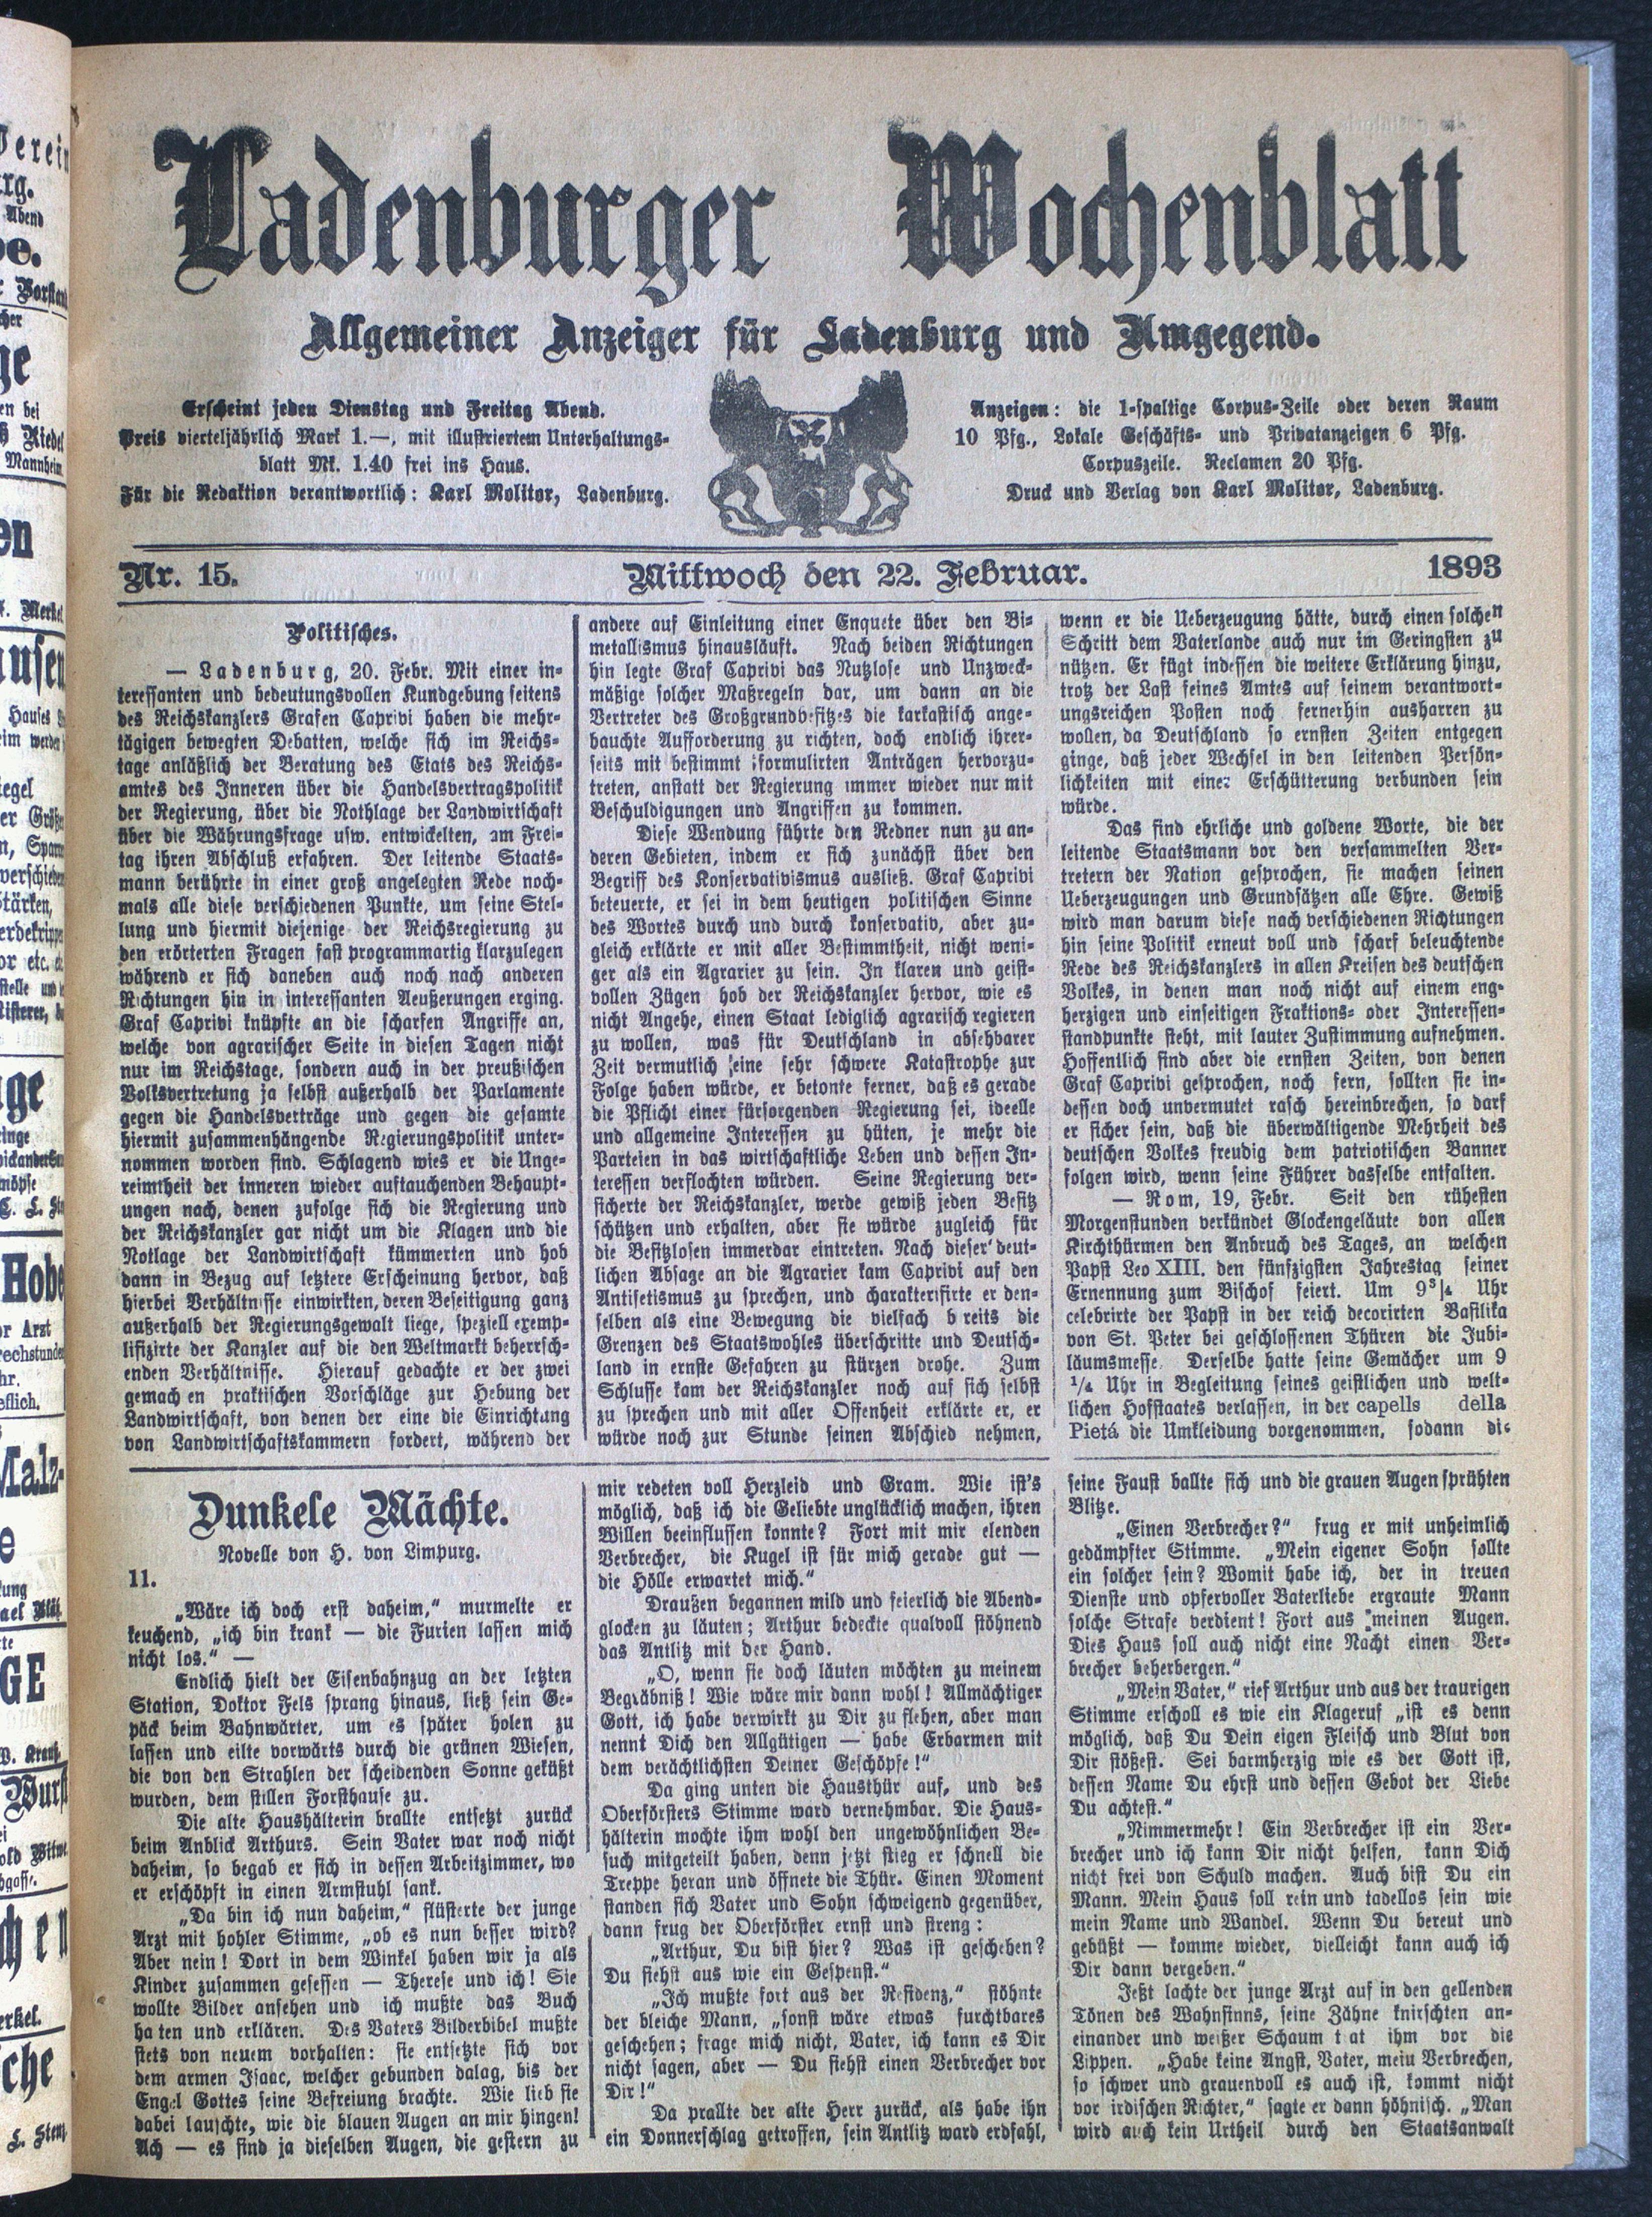 Ladenburger Wochenblatt
Allgemeiner Anzeiger für Ladenburg und Umgegend.
Erscheint jeden Dienstag und Freitag Abend.
Preis vierteljährlich Mark 1.—, mit illustriertem Unterhaltungs-
blatt Mk. 1.40 frei ins Haus.
Für die Redaktion verantwortlich: Karl Molitor, Ladenburg.
Anzeigen: die 1-spaltige Corpus-Zeile oder deren Raum
10 Pfg., Lokale Geschäfts- und Privatanzeigen 6 Pfg.
Corpuszeile. Reclamen 20 Pfg.
Druck und Verlag von Karl Molitor, Ladenburg.
Nr. 15. Mittwoch den 22. Februar. 1893
Politisches.
— Ladenburg, 20. Febr. Mit einer in-
teressanten und bedeutungsvollen Kundgebung seitens
des Reichskanzlers Grafen Caprivi haben die mehr-
tägigen bewegten Debatten, welche sich im Reichs-
tage anläßlich der Beratung des Etats des Reichs-
amtes des Inneren über die Handelsvertragspolitik
der Regierung, über die Nothlage der Landwirtschaft
über die Währungsfrage usw. entwickelten, am Frei-
tag ihren Abschluß erfahren. Der leitende Staats-
mann berührte in einer groß angelegten Rede noch-
mals alle diese verschiedenen Punkte, um seine Stel-
lung und hiermit diejenige der Reichsregierung zu
den erörterten Fragen fast programmartig klarzulegen
während er sich daneben auch noch nach anderen
Richtungen hin in interessanten Aeußerungen erging.
Graf Caprivi knüpfte an die scharfen Angriffe an,
welche von agrarischer Seite in diesen Tagen nicht
nur im Reichstage, sondern auch in der preußischen
Volksvertretung ja selbst außerhalb der Parlamente
gegen die Handelsverträge und gegen die gesamte
hiermit zusammenhängende Regierungspolitik unter-
nommen worden sind. Schlagend wies er die Unge-
reimtheit der inneren wieder auftauchenden Behaupt-
ungen nach, denen zufolge sich die Regierung und
der Reichskanzler gar nicht um die Klagen und die
Notlage der Landwirtschaft kümmerten und hob
dann in Bezug auf letztere Erscheinung hervor, daß
hierbei Verhältnisse einwirkten, deren Beseitigung ganz
außerhalb der Regierungsgewalt liege, speziell exemp-
lifizirte der Kanzler auf die den Weltmarkt beherrsch-
enden Verhältnisse. Hierauf gedachte er der zwei
gemach en praktischen Vorschläge zur Hebung der
Landwirtschaft, von denen der eine die Einrichtung
von Landwirtschaftskammern fordert, während der
andere auf Einleitung einer Enquete über den Bi-
metallismus hinausläuft. Nach beiden Richtungen
hin legte Graf Caprivi das Nutzlose und Unzweck-
mäßige solcher Maßregeln dar, um dann an die
Vertreter des Großgrundbesitzes die karkastisch ange-
bauchte Aufforderung zu richten, doch endlich ihrer-
seits mit bestimmt formulirten Anträgen hervorzu-
treten, anstatt der Regierung immer wieder nur mit
Beschuldigungen und Angriffen zu kommen.
Diese Wendung führte den Redner nun zu an-
deren Gebieten, indem er sich zunächst über den
Begriff des Konservativismus ausließ. Graf Caprivi
beteuerte, er sei in dem heutigen politischen Sinne
des Wortes durch und durch konservativ, aber zu-
gleich erklärte er mit aller Bestimmtheit, nicht weni-
ger als ein Agrarier zu sein. In klaren und geist-
vollen Zügen hob der Reichskanzler hervor, wie es
nicht Angehe, einen Staat lediglich agrarisch regieren
zu wollen, was für Deutschland in absehbarer
Zeit vermutlich eine sehr schwere Katastrophe zur
Folge haben würde, er betonte ferner, daß es gerade
die Pflicht einer fürsorgenden Regierung sei, ideelle
und allgemeine Interessen zu hüten, je mehr die
Parteien in das wirtschaftliche Leben und dessen In-
teressen verflochten würden. Seine Regierung ver-
sicherte der Reichskanzler, werde gewiß jeden Besitz
schützen und erhalten, aber sie würde zugleich für
die Besitzlosen immerdar eintreten. Nach dieser deut-
lichen Absage an die Agrarier kam Caprivi auf den
Antisetismus zu sprechen, und charakterisirte er den-
selben als eine Bewegung die vielfach b reits die
Grenzen des Staatswohles überschritte und Deutsch-
land in ernste Gefahren zu stürzen drohe. Zum
Schlusse kam der Reichskanzler noch auf sich selbst
zu sprechen und mit aller Offenheit erklärte er, er
würde noch zur Stunde seinen Abschied nehmen,
wenn er die Ueberzeugung hätte, durch einen solchen
Schritt dem Vaterlande auch nur im Geringsten zu
nützen. Er fügt indessen die weitere Erklärung hinzu,
trotz der Last seines Amtes auf seinem verantwort-
ungsreichen Posten noch fernerhin ausharren zu
wollen, da Deutschland so ernsten Zeiten entgegen
ginge, daß jeder Wechsel in den leitenden Persön-
lichkeiten mit einer Erschütterung verbunden sein
würde.
Das sind ehrliche und goldene Worte, die der
leitende Staatsmann vor den versammelten Ver-
tretern der Nation gesprochen, sie machen seinen
Ueberzeugungen und Grundsätzen alle Ehre. Gewiß
wird man darum diese nach verschiedenen Richtungen
hin seine Politik erneut voll und scharf beleuchtende
Rede des Reichskanzlers in allen Kreisen des deutschen
Volkes, in denen man noch nicht auf einem eng-
herzigen und einseitigen Fraktions- oder Interessen-
standpunkte steht, mit lauter Zustimmung aufnehmen.
Hoffentlich sind aber die ernsten Zeiten, von denen
Graf Caprivi gesprochen, noch fern, sollten sie in-
dessen doch unvermutet rasch hereinbrechen, so darf
er sicher sein, daß die überwältigende Mehrheit des
deutschen Volkes freudig dem patriotischen Banner
folgen wird, wenn seine Führer dasselbe entfalten.
— Rom, 19, Febr. Seit den rühesten
Morgenstunden verkündet Glockengeläute von allen
Kirchthürmen den Anbruch des Tages, an welchen
Papst Leo XIII. den fünfzigsten Jahrestag seiner
Ernennung zum Bischof feiert. Um 9³/₄ Uhr
celebrirte der Papst in der reich decorirten Basilika
von St. Peter bei geschlossenen Thüren die Jubi-
läumsmesse. Derselbe hatte seine Gemächer um 9
¹/₄ Uhr in Begleitung seines geistlichen und welt-
lichen Hofstaates verlassen, in der capells della
Pietá die Umkleidung vorgenommen, sodann die
Dunkele Mächte.
Novelle von H. von Limpurg.
11.
„Wäre ich doch erst daheim,“ murmelte er
keuchend, „ich bin krank — die Furien lassen mich
nicht los.“ —
Endlich hielt der Eisenbahnzug an der letzten
Station, Doktor Fels sprang hinaus, ließ sein Ge-
päck beim Bahnwärter, um es später holen zu
lassen und eilte vorwärts durch die grünen Wiesen,
die von den Strahlen der scheidenden Sonne geküßt
wurden, dem stillen Forsthause zu.
Die alte Haushälterin brallte entsetzt zurück
beim Anblick Arthurs. Sein Vater war noch nicht
daheim, so begab er sich in dessen Arbeitzimmer, wo
er erschöpft in einen Armstuhl sank.
„Da bin ich nun daheim,“ flüsterte der junge
Arzt mit hohler Stimme, „ob es nun besser wird?
Aber nein! Dort in dem Winkel haben wir ja als
Kinder zusammen gesessen — Therese und ich! Sie
wollte Bilder ansehen und ich mußte das Buch
ha ten und erklären. Des Vaters Bilderbibel mußte
stets von neuem vorhalten: sie entsetzte sich vor
dem armen Isaac, welcher gebunden dalag, bis der
Engel Gottes seine Befreiung brachte. Wie lieb sie
dabei lauschte, wie die blauen Augen an mir hingen!
Ach — es sind ja dieselben Augen, die gestern zu
mir redeten voll Herzleid und Gram. Wie ist's
möglich, daß ich die Geliebte unglücklich machen, ihren
Willen beeinflussen konnte? Fort mit mir elenden
Verbrecher, die Kugel ist für mich gerade gut —
die Hölle erwartet mich.“
Draußen begannen mild und feierlich die Abend-
glocken zu läuten; Arthur bedeckte qualvoll stöhnend
das Antlitz mit der Hand.
„O, wenn sie doch läuten möchten zu meinem
Begräbniß! Wie wäre mir dann wohl! Allmächtiger
Gott, ich habe verwirkt zu Dir zu flehen, aber man
nennt Dich den Allgütigen — habe Erbarmen mit
dem verächtlichsten Deiner Geschöpfe!“
Da ging unten die Hausthür auf, und des
Oberförsters Stimme ward vernehmbar. Die Haus-
hälterin mochte ihm wohl den ungewöhnlichen Be-
such mitgeteilt haben, denn jetzt stieg er schnell die
Treppe heran und öffnete die Thür. Einen Moment
standen sich Vater und Sohn schweigend gegenüber,
dann frug der Oberförster ernst und streng:
„Arthur, Du bist hier? Was ist geschehen?
Du siehst aus wie ein Gespenst.“
„Ich mußte fort aus der Residenz,“ stöhnte
der bleiche Mann, „sonst wäre etwas furchtbares
geschehen; frage mich nicht, Vater, ich kann es Dir
nicht sagen, aber — Du siehst einen Verbrecher vor
Dir!“
Da prallte der alte Herr zurück, als habe ihn
ein Donnerschlag getroffen, sein Antlitz ward erdfahl,
seine Faust ballte sich und die grauen Augen sprühten
Blitze.
„Einen Verbrecher?“ frug er mit unheimlich
gedämpfter Stimme. „Mein eigener Sohn sollte
ein solcher sein? Womit habe ich, der in treuen
Dienste und opfervoller Vaterliebe ergraute Mann
solche Strafe verdient! Fort aus meinen Augen.
Dies Haus soll auch nicht eine Nacht einen Ver-
brecher beherbergen.“
„Mein Vater,“ rief Arthur und aus der traurigen
Stimme erscholl es wie ein Klageruf „ist es denn
möglich, daß Du Dein eigen Fleisch und Blut von
Dir stößest. Sei barmherzig wie es der Gott ist,
dessen Name Du ehrst und dessen Gebot der Liebe
Du achtest.“
„Nimmermehr! Ein Verbrecher ist ein Ver-
brecher und ich kann Dir nicht helfen, kann Dich
nicht frei von Schuld machen. Auch bist Du ein
Mann. Mein Haus soll rein und tadellos sein wie
mein Name und Wandel. Wenn Du bereut und
gebüßt — komme wieder, vielleicht kann auch ich
Dir dann vergeben.“
Jetzt lachte der junge Arzt auf in den gellenden
Tönen des Wahnsinns, seine Zähne knirschten an-
einander und weißer Schaum t at ihm vor die
Lippen. „Habe keine Angst, Vater, meiu Verbrechen,
so schwer und grauenvoll es auch ist, kommt nicht
vor irdischen Richter,“ sagte er dann höhnisch. „Man
wird auch kein Urtheil durch den Staatsanwalt